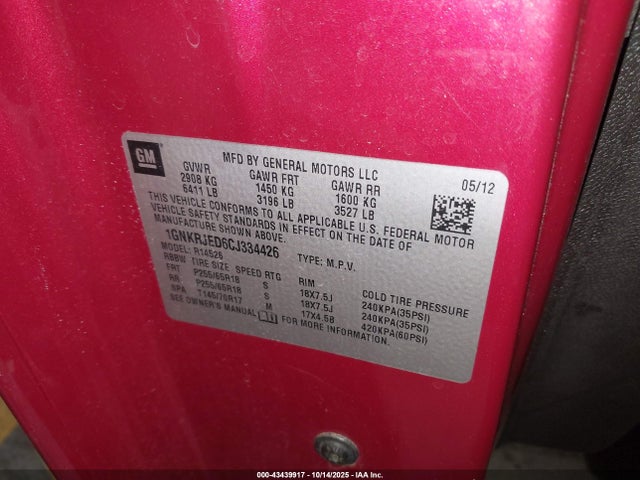 GM
MFD BY GENERAL MOTORS LLC
05/12
GVWR GAWR FRT GAWR RR
2908 KG 1450 KG 1600 KG
6411 LB 3196 LB 3527 LB
THIS VEHICLE CONFORMS TO ALL APPLICABLE U.S. FEDERAL MOTOR
VEHICLE SAFETY STANDARDS IN EFFECT ON THE DATE OF
MANUFACTURE SHOWN ABOVE.
1GNKRJED6CJ334426 TYPE: M.P.V.
MODEL: R14526
RBBW TIRE SIZE SPEED RTG RIM COLD TIRE PRESSURE
FRT P255/65R18 S 18X7.5J 240KPA(35PSI)
RR P255/65R18 S 18X7.5J 240KPA(35PSI)
SPA T145/70R17 M 17X4.5B 420KPA(60PSI)
SEE OWNER'S MANUAL FOR MORE INFORMATION.
000-43439917 - 10/14/2025 - IAA Inc.